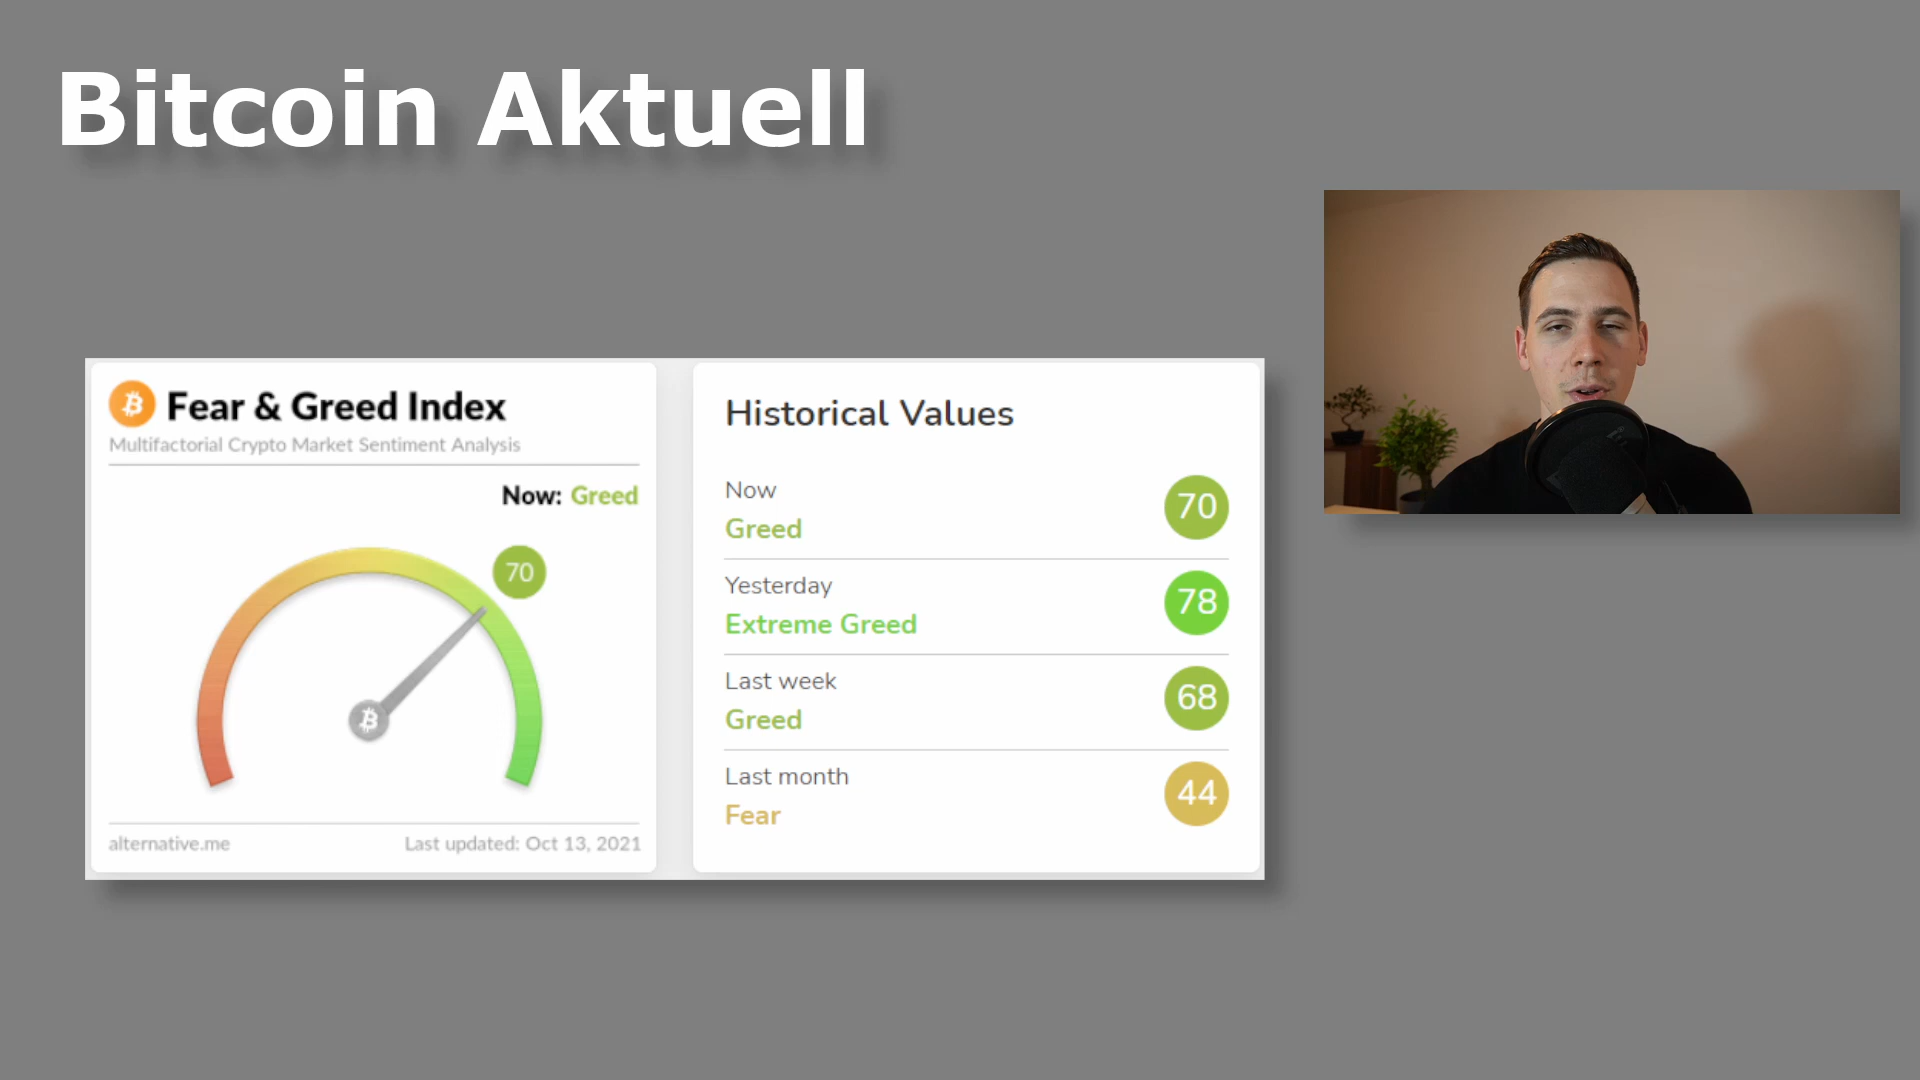 Bitcoin Aktuell
Fear & Greed Index
Multifactorial Crypto Market Sentiment Analysis
Now: Greed
70
alternative.me
Last updated: Oct 13, 2021
Historical Values
Now
Greed
70
Yesterday
Extreme Greed
78
Last week
Greed
68
Last month
Fear
44